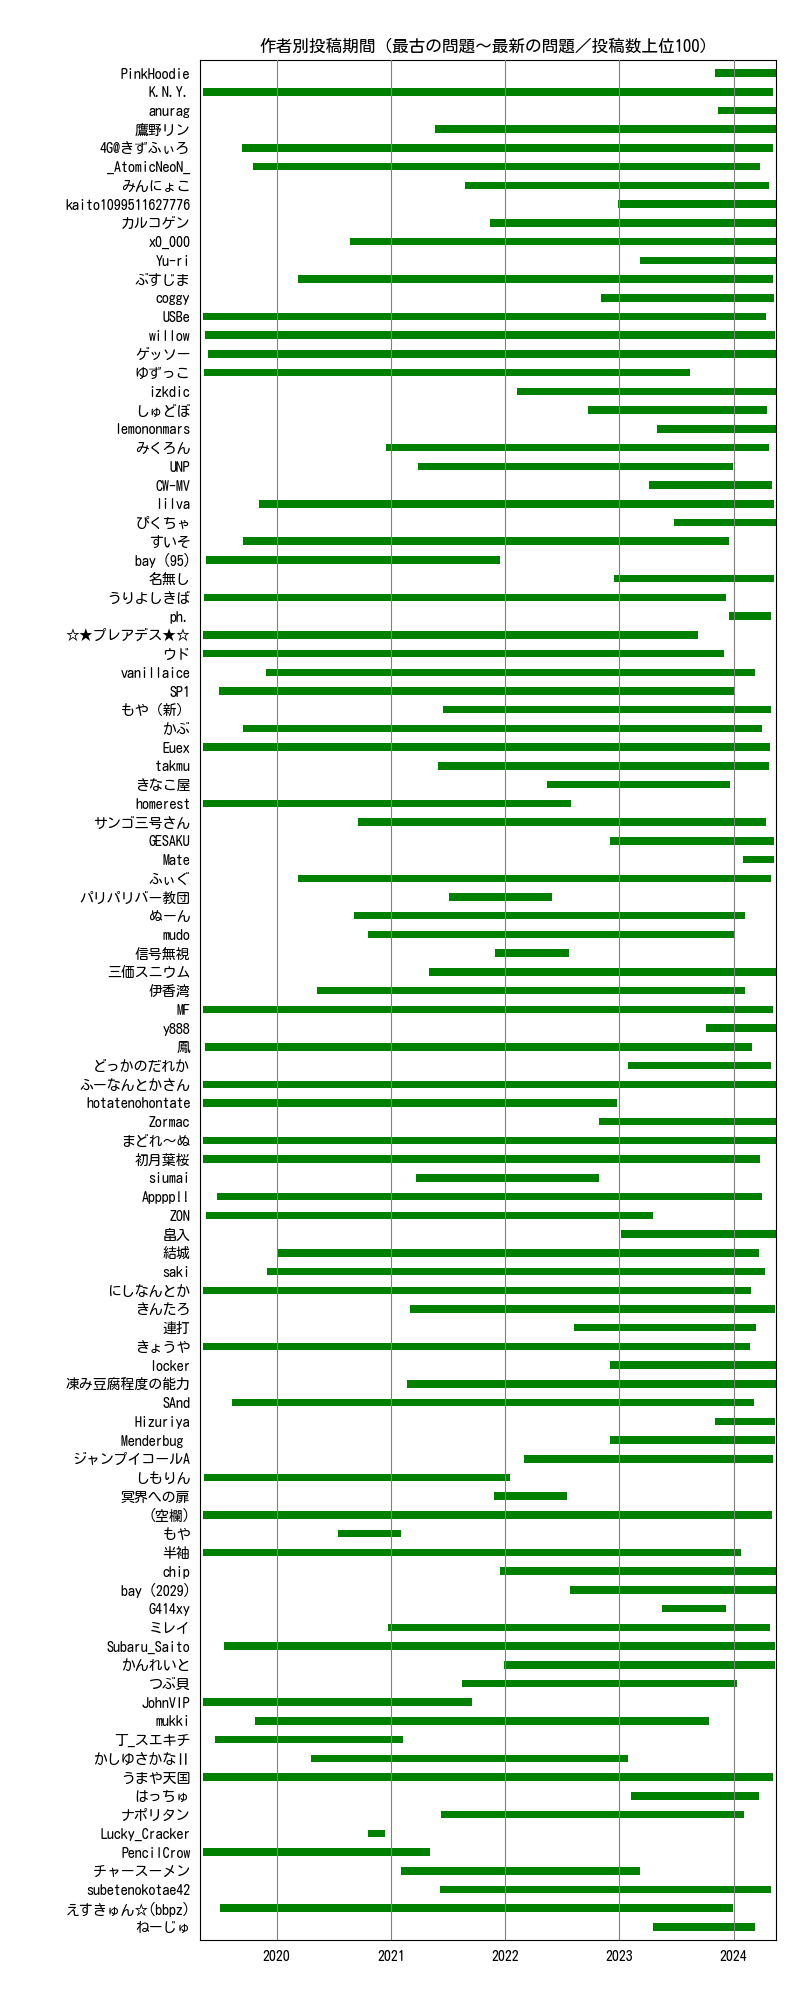 作者別投稿期間（最古の問題～最新の問題／投稿数上位100）
PinkHoodie
K.N.Y.
anurag
鷹野リン
4G@きずふぃろ
_AtomicNeoN_
みんにょこ
kaito1099511627776
カルコゲン
x0_000
Yu-ri
ぶすじま
coggy
USBe
willow
ゲッソー
ゆずっこ
izkdic
しゅどぼ
lemononmars
みくろん
UNP
CW-MV
lilva
ぴくちゃ
すいそ
bay (95)
名無し
うりよしきば
ph.
☆★プレアデス★☆
ウド
vanillaice
SP1
もや（新）
かぶ
Euex
takmu
きなこ屋
homerest
サンゴ三号さん
GESAKU
Mate
ふぃぐ
パリパリバー教団
ぬーん
mudo
信号無視
三価スニウム
伊香湾
MF
y888
鳳
どっかのだれか
ふーなんとかさん
hotatenohontate
Zormac
まどれ～ぬ
初月葉桜
siumai
Appppll
ZON
畠入
結城
saki
にしなんとか
きんたろ
連打
きょうや
locker
凍み豆腐程度の能力
SAnd
Hizuriya
Menderbug
ジャンプイコールA
しもりん
冥界への扉
(空欄)
もや
半袖
chip
bay (2029)
G414xy
ミレイ
Subaru_Saito
かんれいと
つぶ貝
JohnVIP
mukki
丁_スエキチ
かしゆさかなII
うまや天国
はっちゅ
ナポリタン
Lucky_Cracker
PencilCrow
チャースーメン
subetenokotae42
えすきゅん☆(bbpz)
ねーじゅ
2020 2021 2022 2023 2024